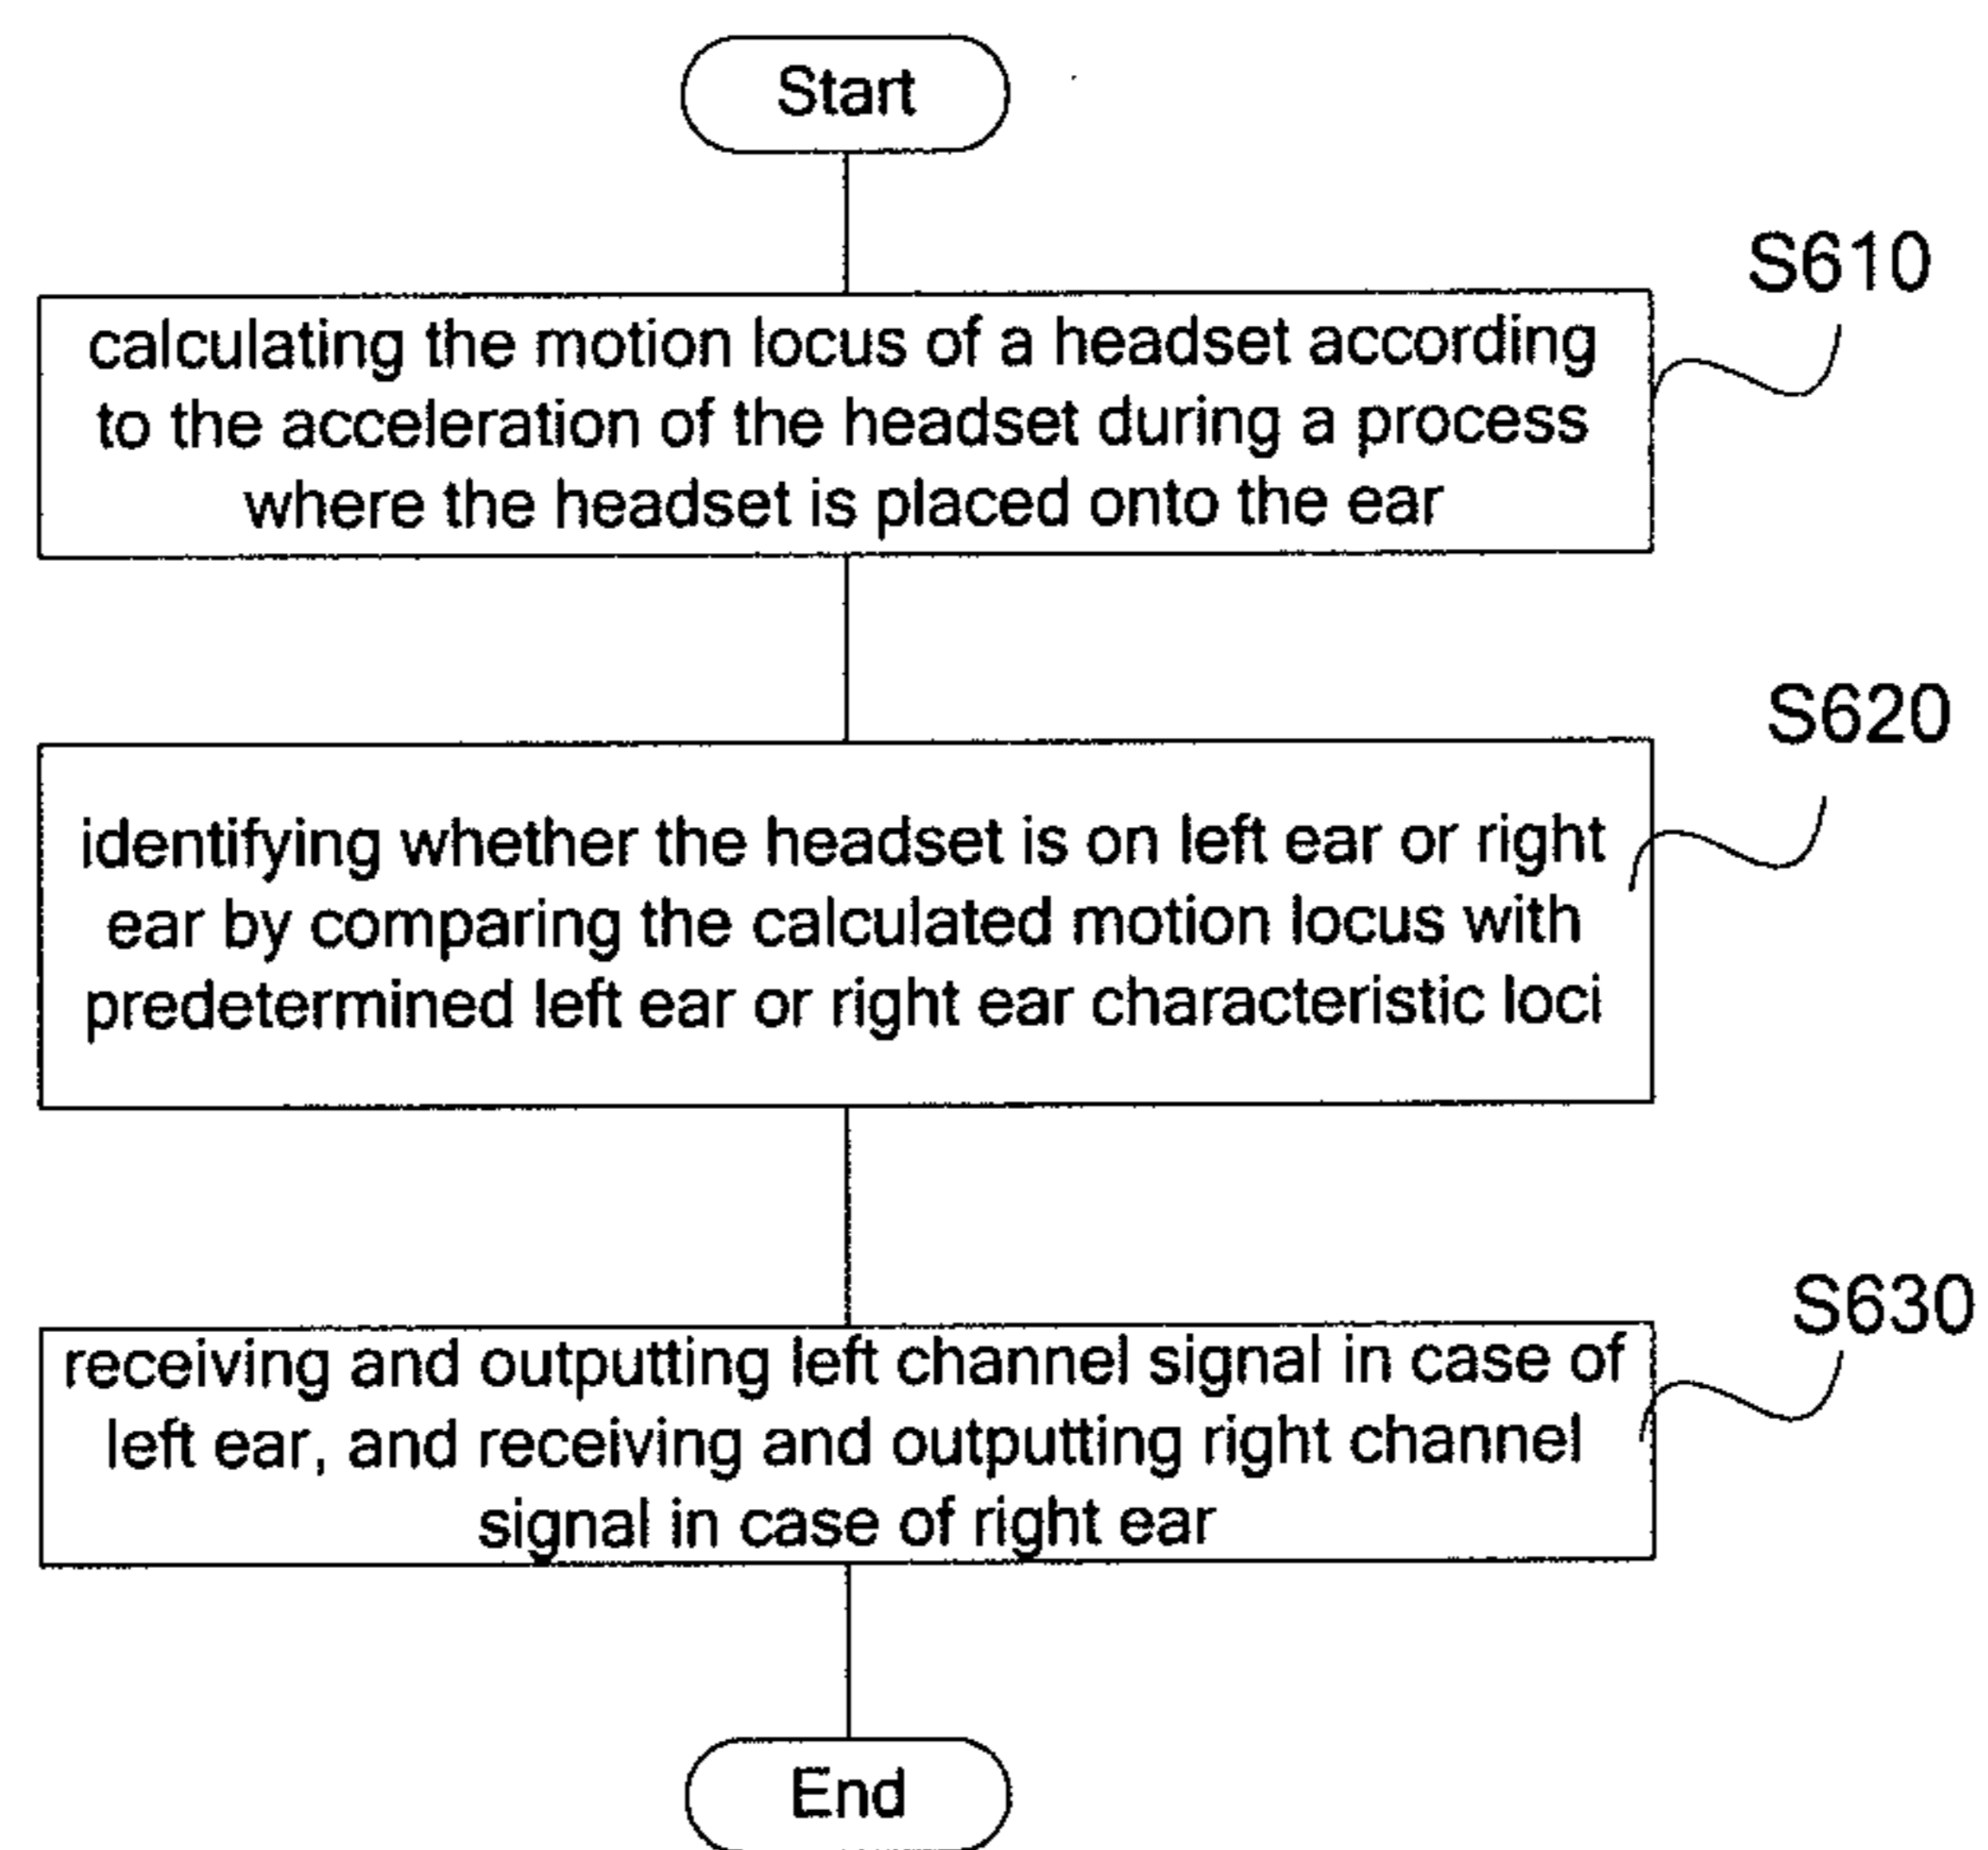 Start
S610
calculating the motion locus of a headset according
to the acceleration of the headset during a process
where the headset is placed onto the ear
S620
identifying whether the headset is on left ear or right
ear by comparing the calculated motion locus with
predetermined left ear or right ear characteristic loci
S630
receiving and outputting left channel signal in case of
left ear, and receiving and outputting right channel
signal in case of right ear
End